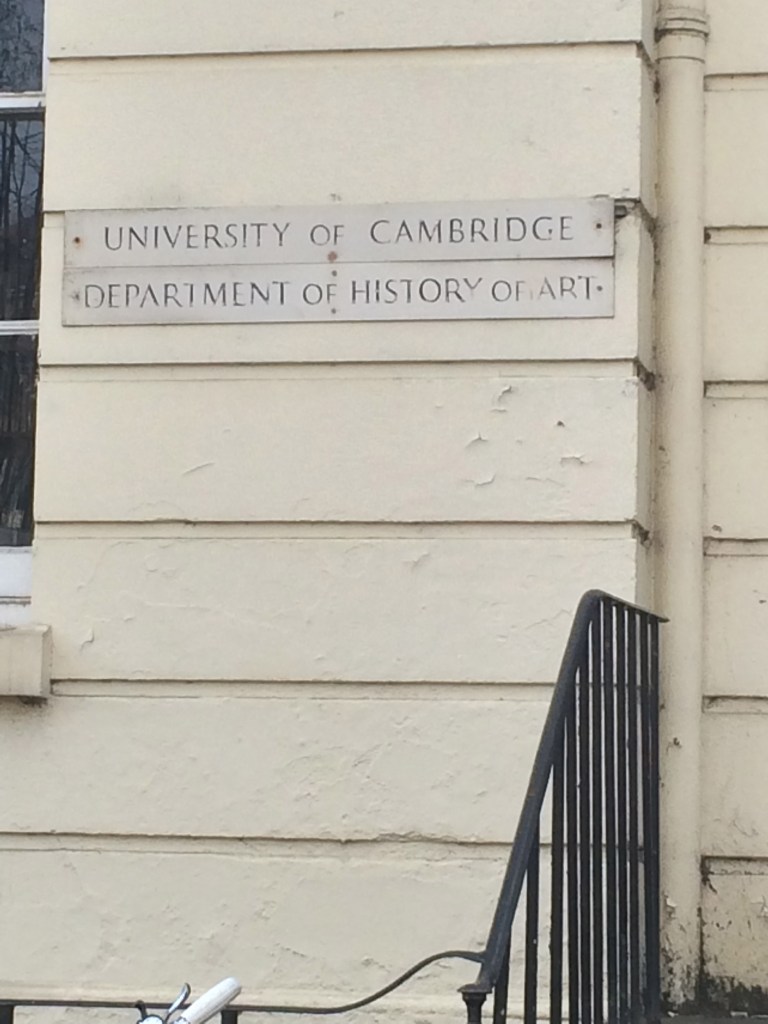 UNIVERSITY OF CAMBRIDGE
DEPARTMENT OF HISTORY OF ART